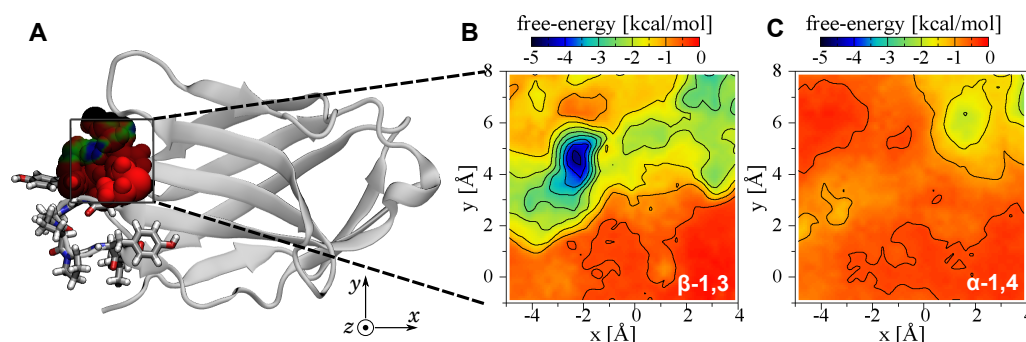 A
y
z
x
B
free-energy [kcal/mol]
-5 -4 -3 -2 -1 0
y [Å]
8
6
4
2
0
-4 -2 0 2 4
x [Å]
β-1,3
C
free-energy [kcal/mol]
-5 -4 -3 -2 -1 0
y [Å]
8
6
4
2
0
-4 -2 0 2 4
x [Å]
α-1,4